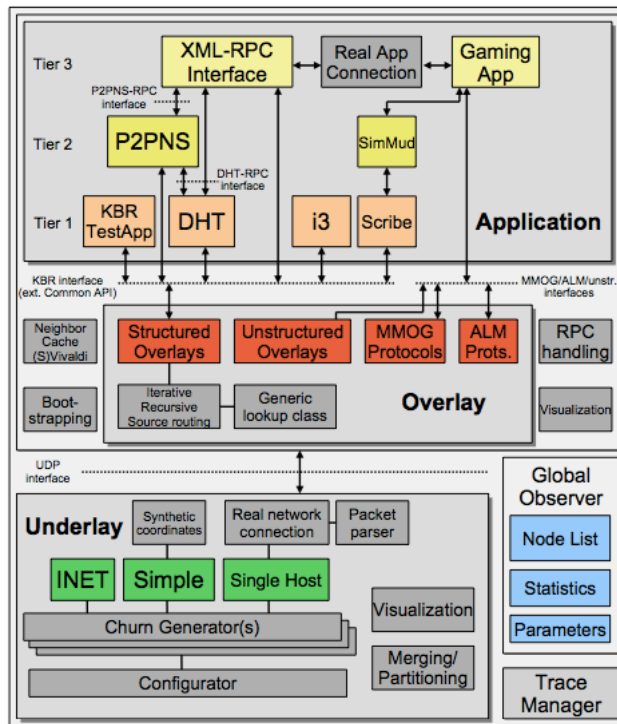 Tier 3
XML-RPC
Interface
Real App
Connection
Gaming
App
P2PNS-RPC
interface
Tier 2
P2PNS
SimMud
DHT-RPC
interface
Tier 1
KBR
TestApp
DHT
i3
Scribe
Application
KBR interface
(ext. Common API)
MMOG/ALM/unstr.
interfaces
Neighbor
Cache
(S)Vivaldi
Structured
Overlays
Unstructured
Overlays
MMOG
Protocols
ALM
Prots.
RPC
handling
Boot-
strapping
Iterative
Recursive
Source routing
Generic
lookup class
Overlay
Visualization
UDP
interface
Underlay
Synthetic
coordinates
Real network
connection
Packet
parser
INET
Simple
Single Host
Visualization
Churn Generator(s)
Merging/
Partitioning
Configurator
Global
Observer
Node List
Statistics
Parameters
Trace
Manager